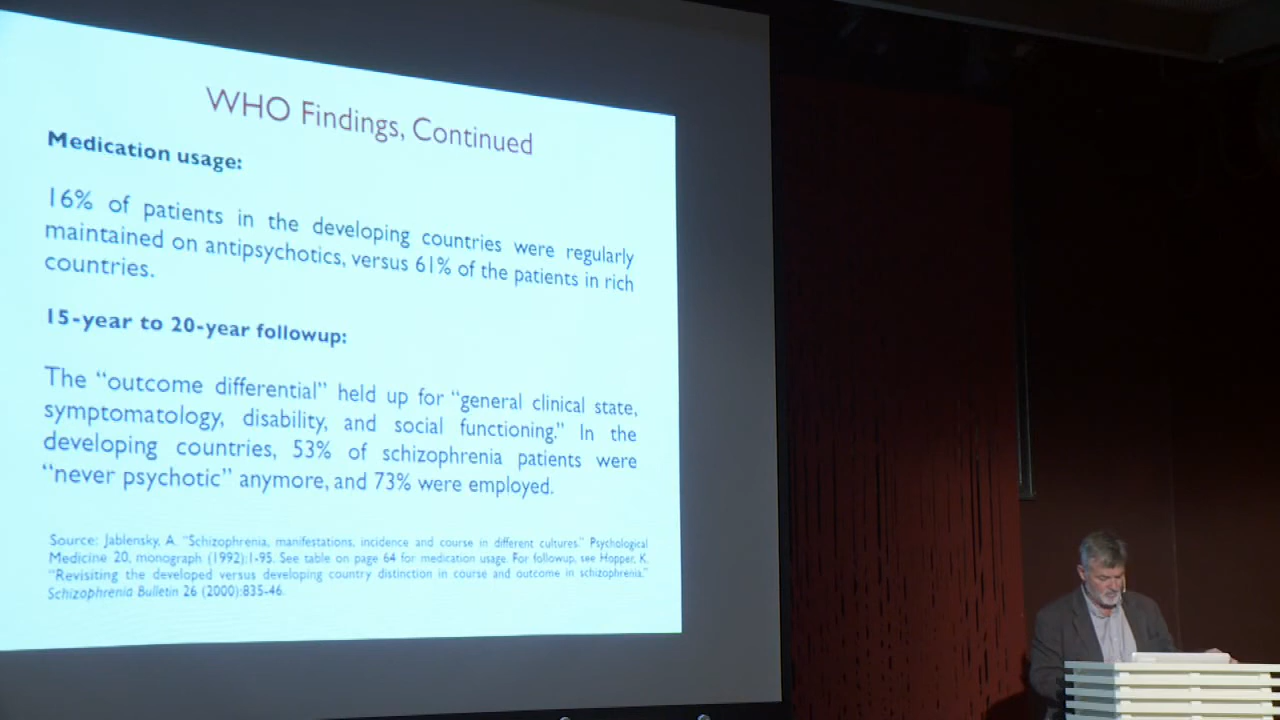 WHO Findings, Continued
Medication usage:
16% of patients in the developing countries were regularly
maintained on antipsychotics, versus 61% of the patients in rich
countries.
15-year to 20-year followup:
The “outcome differential” held up for “general clinical state,
symptomatology, disability, and social functioning.” In the
developing countries, 53% of schizophrenia patients were
“never psychotic” anymore, and 73% were employed.
Source: Jablensky, A. “Schizophrenia, manifestations, incidence and course in different cultures.” Psychological
Medicine 20, monograph (1992):1-95. See table on page 64 for medication usage. For followup, see Hopper, K.
“Revisiting the developed versus developing country distinction in course and outcome in schizophrenia.”
Schizophrenia Bulletin 26 (2000):835-46.